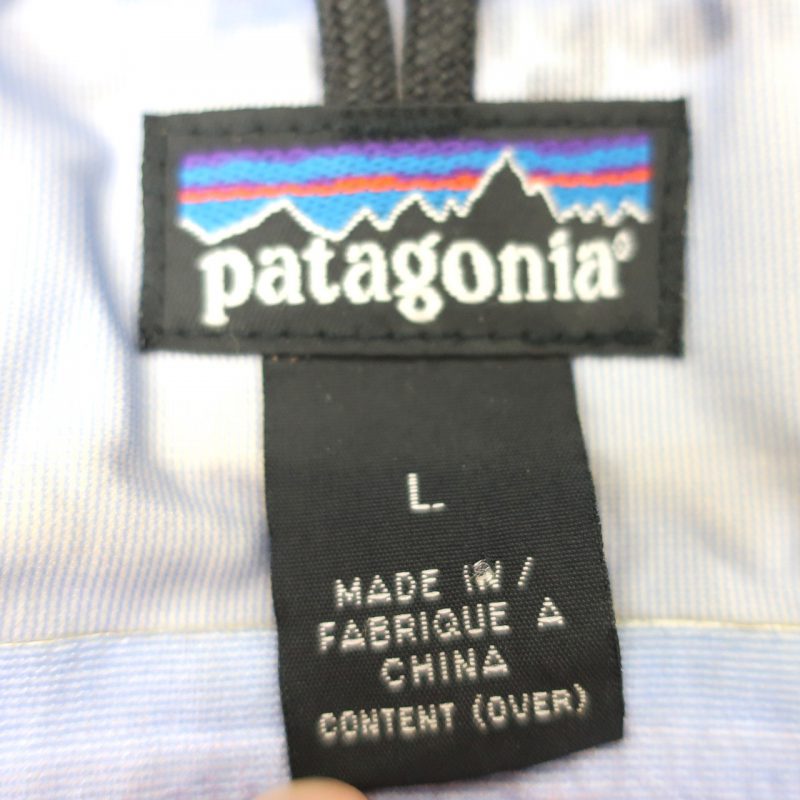 patagonia®
L
MADE IN /
FABRIQUE A
CHINA
CONTENT (OVER)